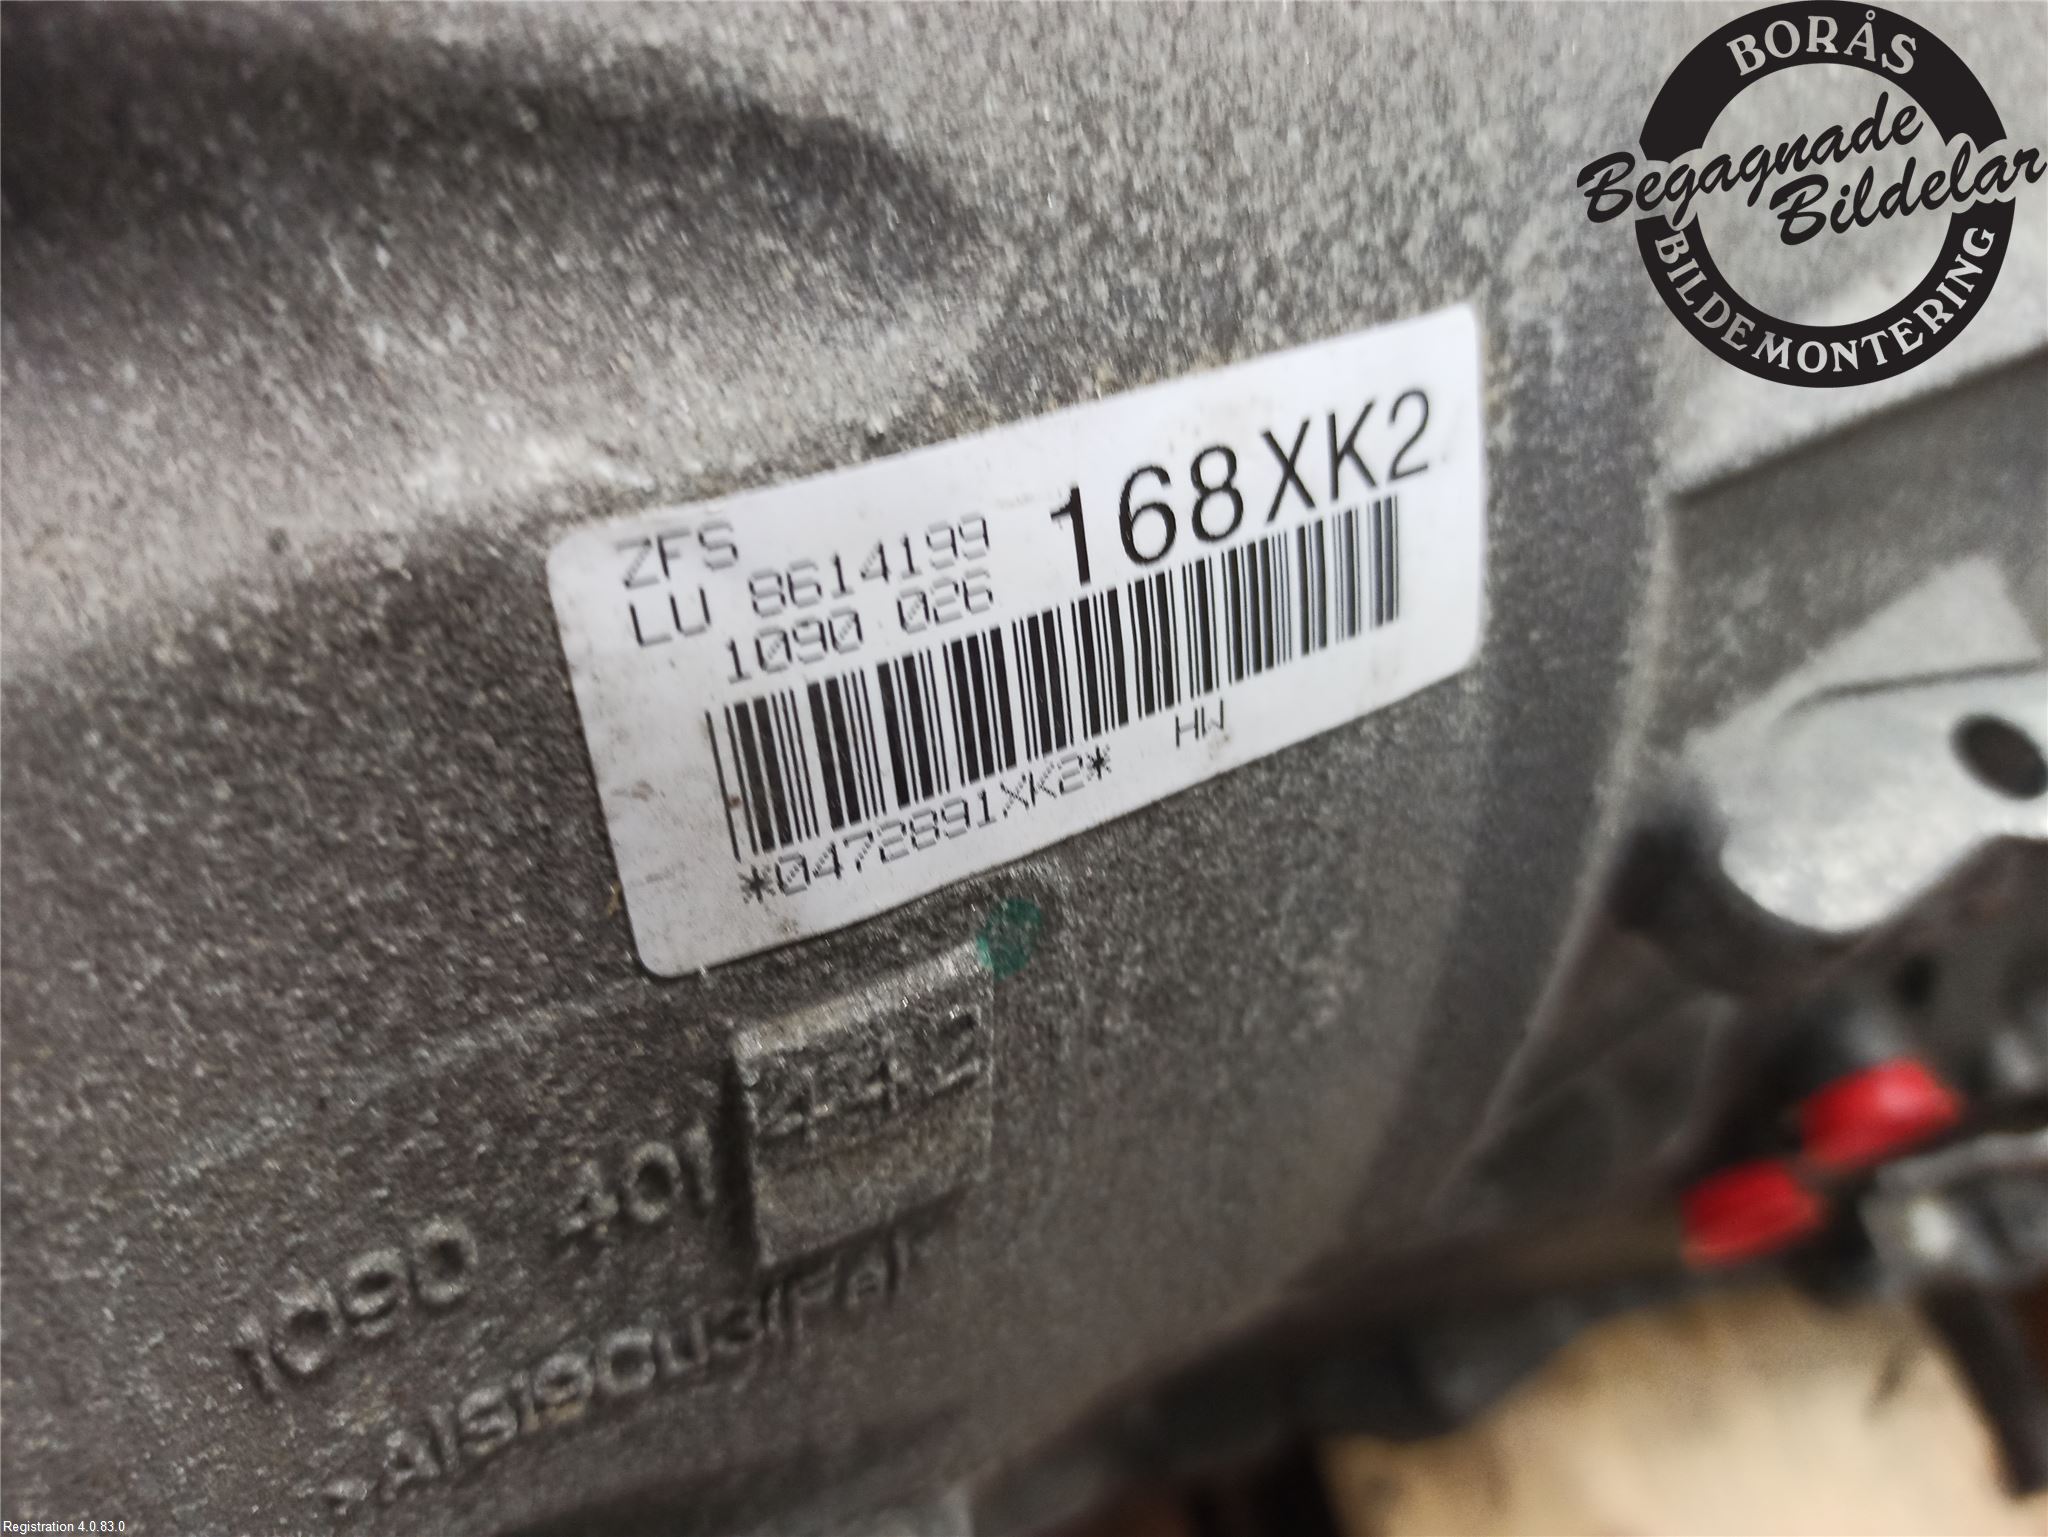 BORÅS
Begagnade
Bildelar
BILDEMONTERING
ZFS
LU 8614199
168XK2
1090 026
*0472891XK2*
HW
1090 401
Registration 4.0.83.0